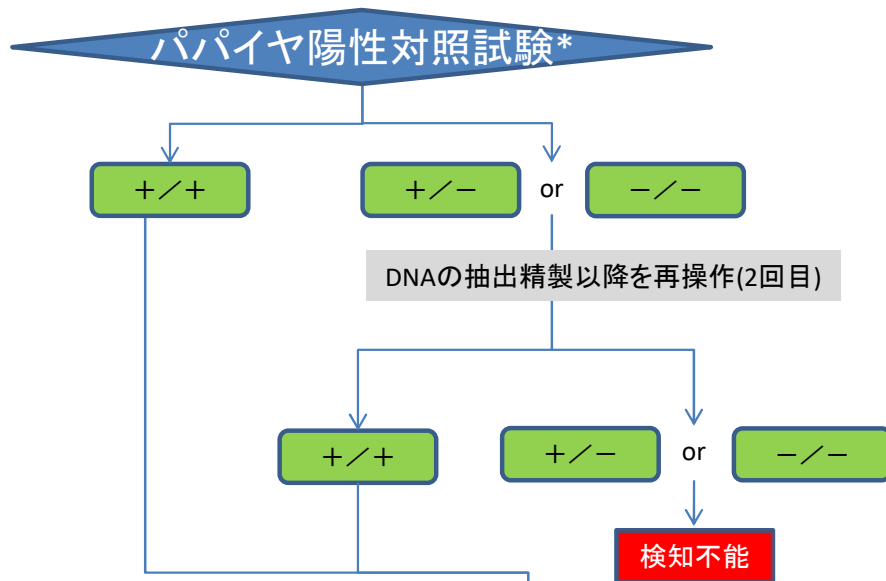 パパイヤ陽性対照試験*
+/+
+/-
or
-/-
DNAの抽出精製以降を再操作(2回目)
+/+
+/-
or
-/-
検知不能